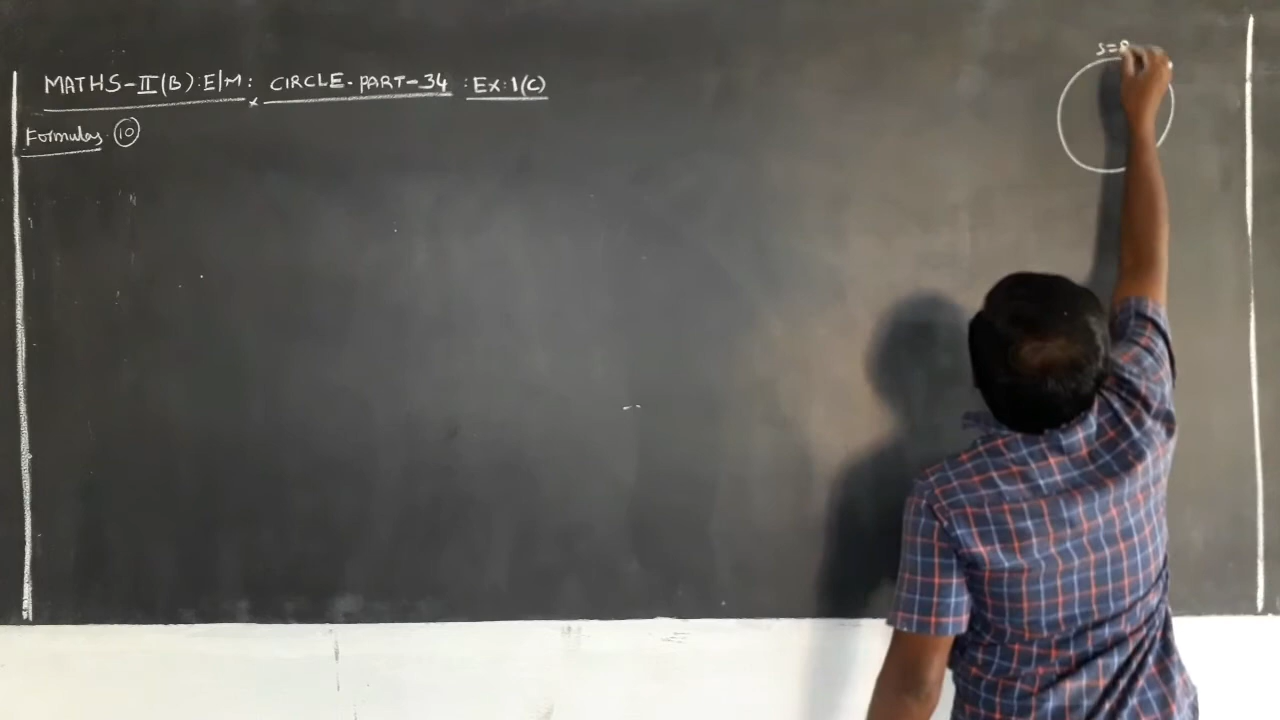 MATHS-II(B):E/M: CIRCLE-PART-34 : EX:1(C)
Formulas: 10
S=